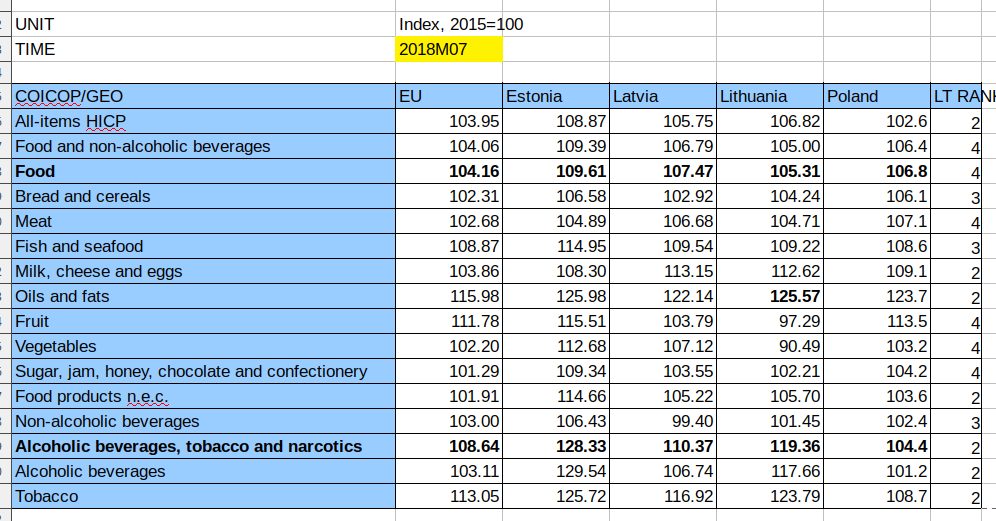 UNIT Index, 2015=100
TIME 2018M07
COICOP/GEO EU Estonia Latvia Lithuania Poland LT RANK
All-items HICP 103.95 108.87 105.75 106.82 102.6 2
Food and non-alcoholic beverages 104.06 109.39 106.79 105.00 106.4 4
Food 104.16 109.61 107.47 105.31 106.8 4
Bread and cereals 102.31 106.58 102.92 104.24 106.1 3
Meat 102.68 104.89 106.68 104.71 107.1 4
Fish and seafood 108.87 114.95 109.54 109.22 108.6 3
Milk, cheese and eggs 103.86 108.30 113.15 112.62 109.1 2
Oils and fats 115.98 125.98 122.14 125.57 123.7 2
Fruit 111.78 115.51 103.79 97.29 113.5 4
Vegetables 102.20 112.68 107.12 90.49 103.2 4
Sugar, jam, honey, chocolate and confectionery 101.29 109.34 103.55 102.21 104.2 4
Food products n.e.c. 101.91 114.66 105.22 105.70 103.6 2
Non-alcoholic beverages 103.00 106.43 99.40 101.45 102.4 3
Alcoholic beverages, tobacco and narcotics 108.64 128.33 110.37 119.36 104.4 2
Alcoholic beverages 103.11 129.54 106.74 117.66 101.2 2
Tobacco 113.05 125.72 116.92 123.79 108.7 2